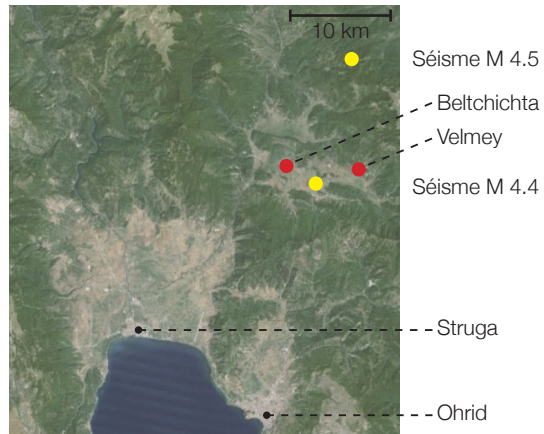 10 km
Séisme M 4.5
Beltchichta
Velmey
Séisme M 4.4
Struga
Ohrid